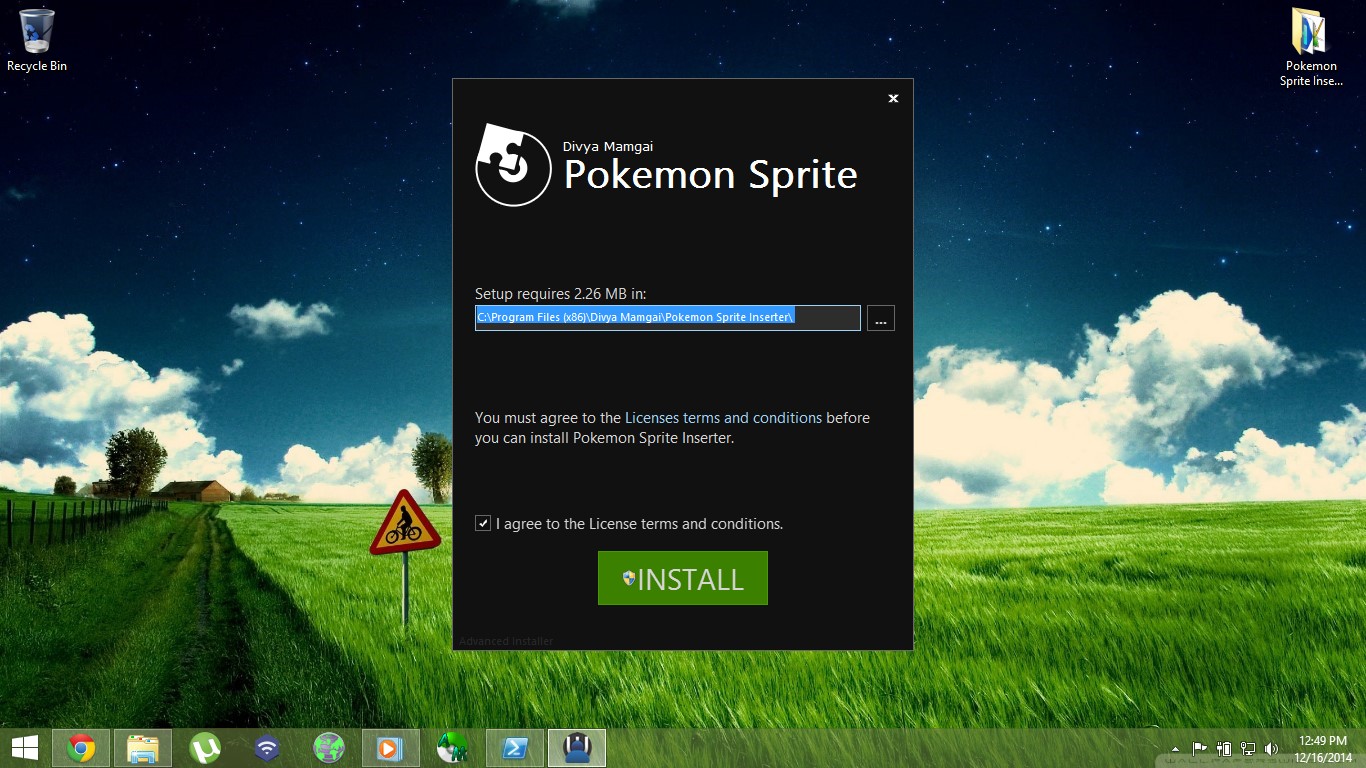 Recycle Bin
Pokemon
Sprite Inse...
x
Divya Mamgai
Pokemon Sprite
Setup requires 2.26 MB in:
C:\Program Files (x86)\Divya Mamgai\Pokemon Sprite Inserter\
...
You must agree to the Licenses terms and conditions before
you can install Pokemon Sprite Inserter.
I agree to the License terms and conditions.
INSTALL
Advanced Installer
12:49 PM
12/16/2014